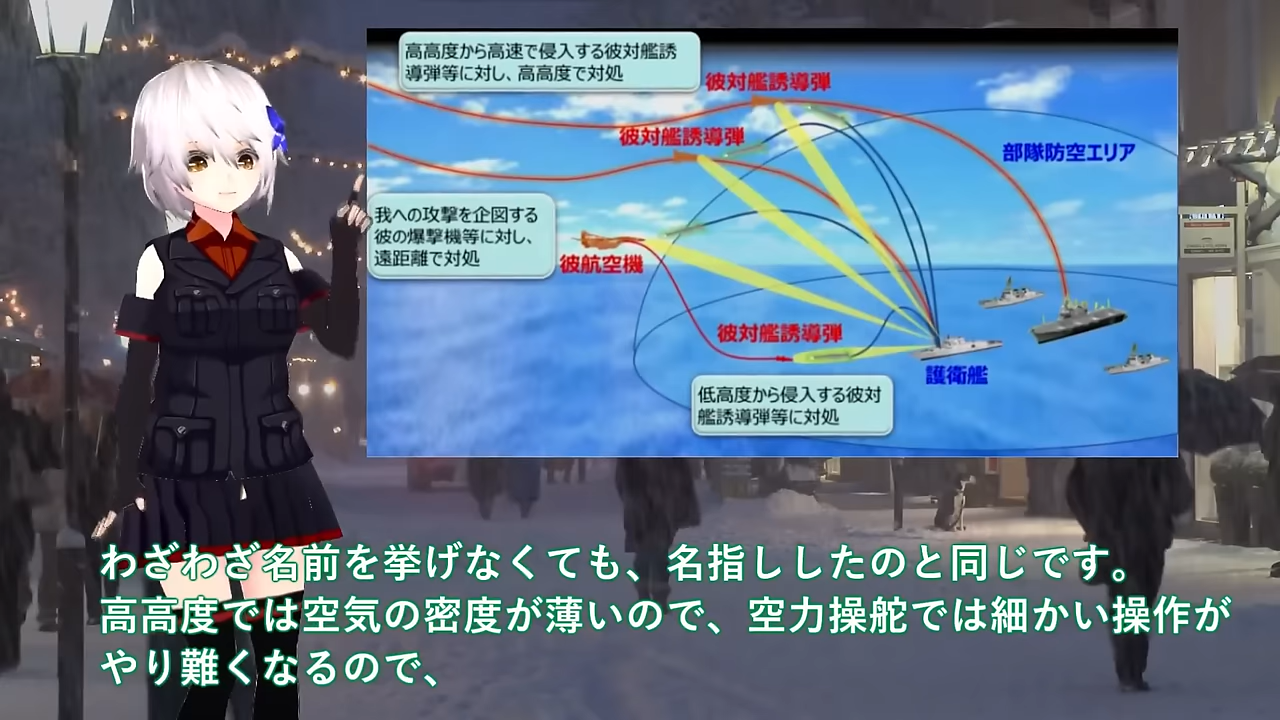 高高度から高速で侵入する彼対艦誘
導弾等に対し、高高度で対処
彼対艦誘導弾
彼対艦誘導弾
部隊防空エリア
我への攻撃を企図する
彼の爆撃機等に対し、
遠距離で対処
彼航空機
彼対艦誘導弾
護衛艦
低高度から侵入する彼対
艦誘導弾等に対処
わざわざ名前を挙げなくても、名指ししたのと同じです。
高高度では空気の密度が薄いので、空力操舵では細かい操作が
やり難くなるので、